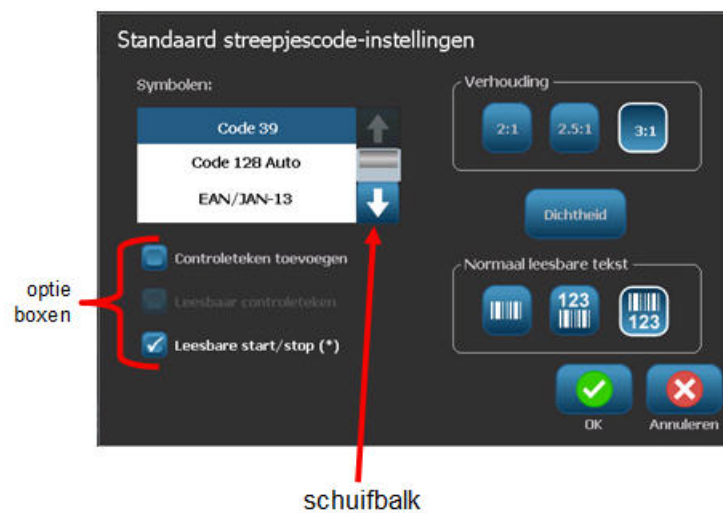 Standaard streepjescode-instellingen
Symbolen:
Code 39
Code 128 Auto
EAN/JAN-13
Verhouding
2:1
2.5:1
3:1
Dichtheid
optie
boxen
Controleteken toevoegen
Leesbaar controleteken
Leesbare start/stop (*)
Normaal leesbare tekst
123
123
OK
Annuleren
schuifbalk